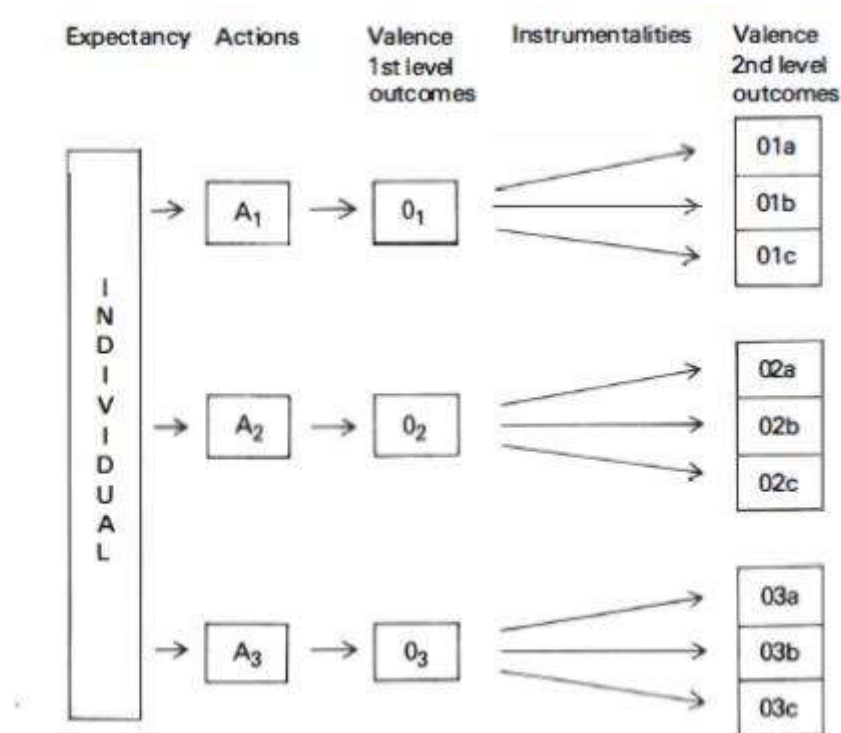 Expectancy Actions Valence Instrumentalities Valence
1st level 2nd level
outcomes outcomes
01a
A1 01 01b
01c
INDIVIDUAL
02a
A2 02 02b
02c
03a
A3 03 03b
03c